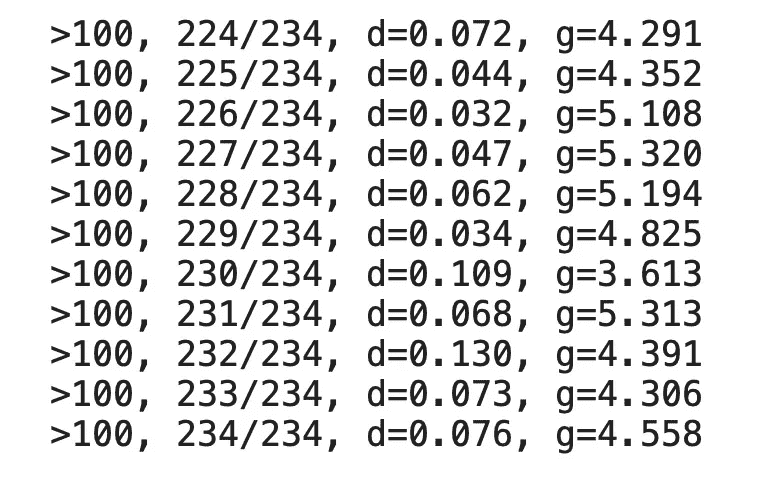 >100, 224/234, d=0.072, g=4.291
>100, 225/234, d=0.044, g=4.352
>100, 226/234, d=0.032, g=5.108
>100, 227/234, d=0.047, g=5.320
>100, 228/234, d=0.062, g=5.194
>100, 229/234, d=0.034, g=4.825
>100, 230/234, d=0.109, g=3.613
>100, 231/234, d=0.068, g=5.313
>100, 232/234, d=0.130, g=4.391
>100, 233/234, d=0.073, g=4.306
>100, 234/234, d=0.076, g=4.558